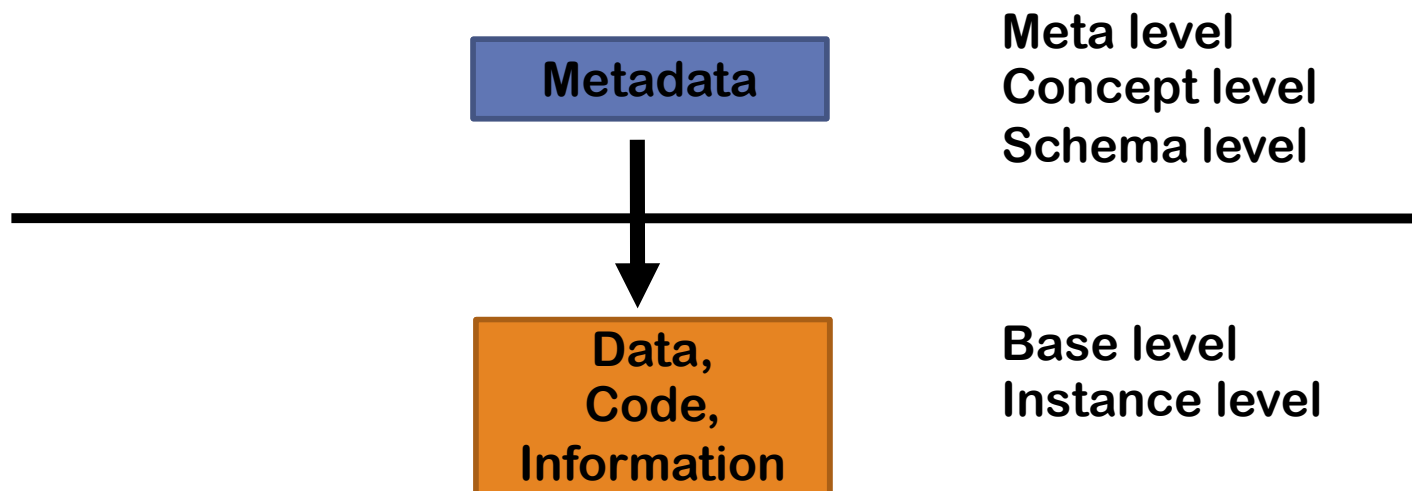 Metadata
Meta level
Concept level
Schema level
Data,
Code,
Information
Base level
Instance level